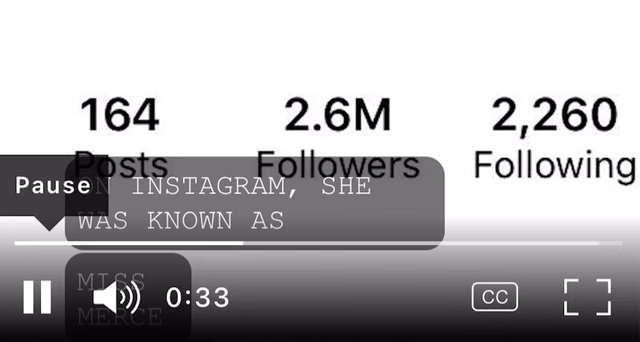 164 2.6M 2,260
Posts Followers Following
Pause
ON INSTAGRAM, SHE
WAS KNOWN AS
MISS
MERCE
0:33
CC